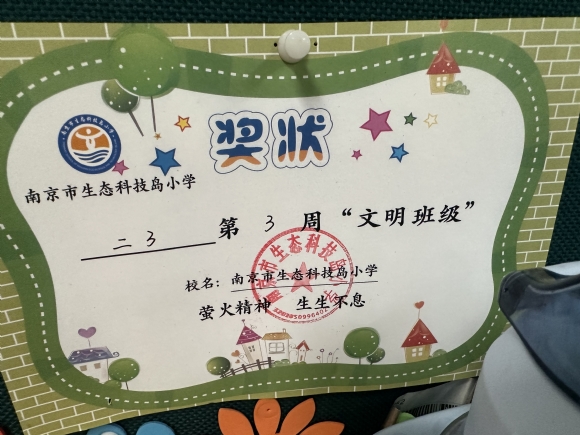 奖状
南京市生态科技岛小学
二 3 第 3 周 “文明班级”
校名：南京市生态科技岛小学
萤火精神 生生不息